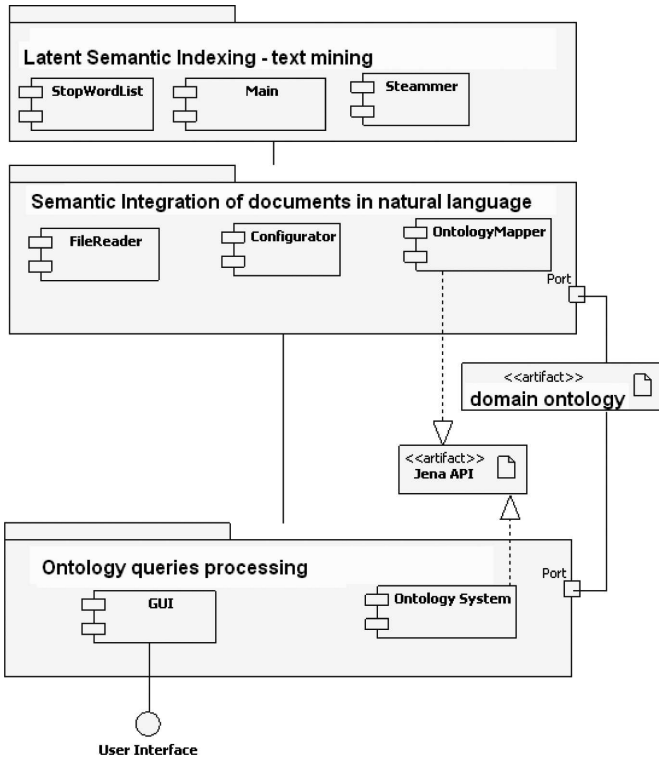 Latent Semantic Indexing - text mining
StopWordList
Main
Steammer
Semantic Integration of documents in natural language
FileReader
Configurator
OntologyMapper
Port
<<artifact>>
domain ontology
<<artifact>>
Jena API
Ontology queries processing
Port
GUI
Ontology System
User Interface